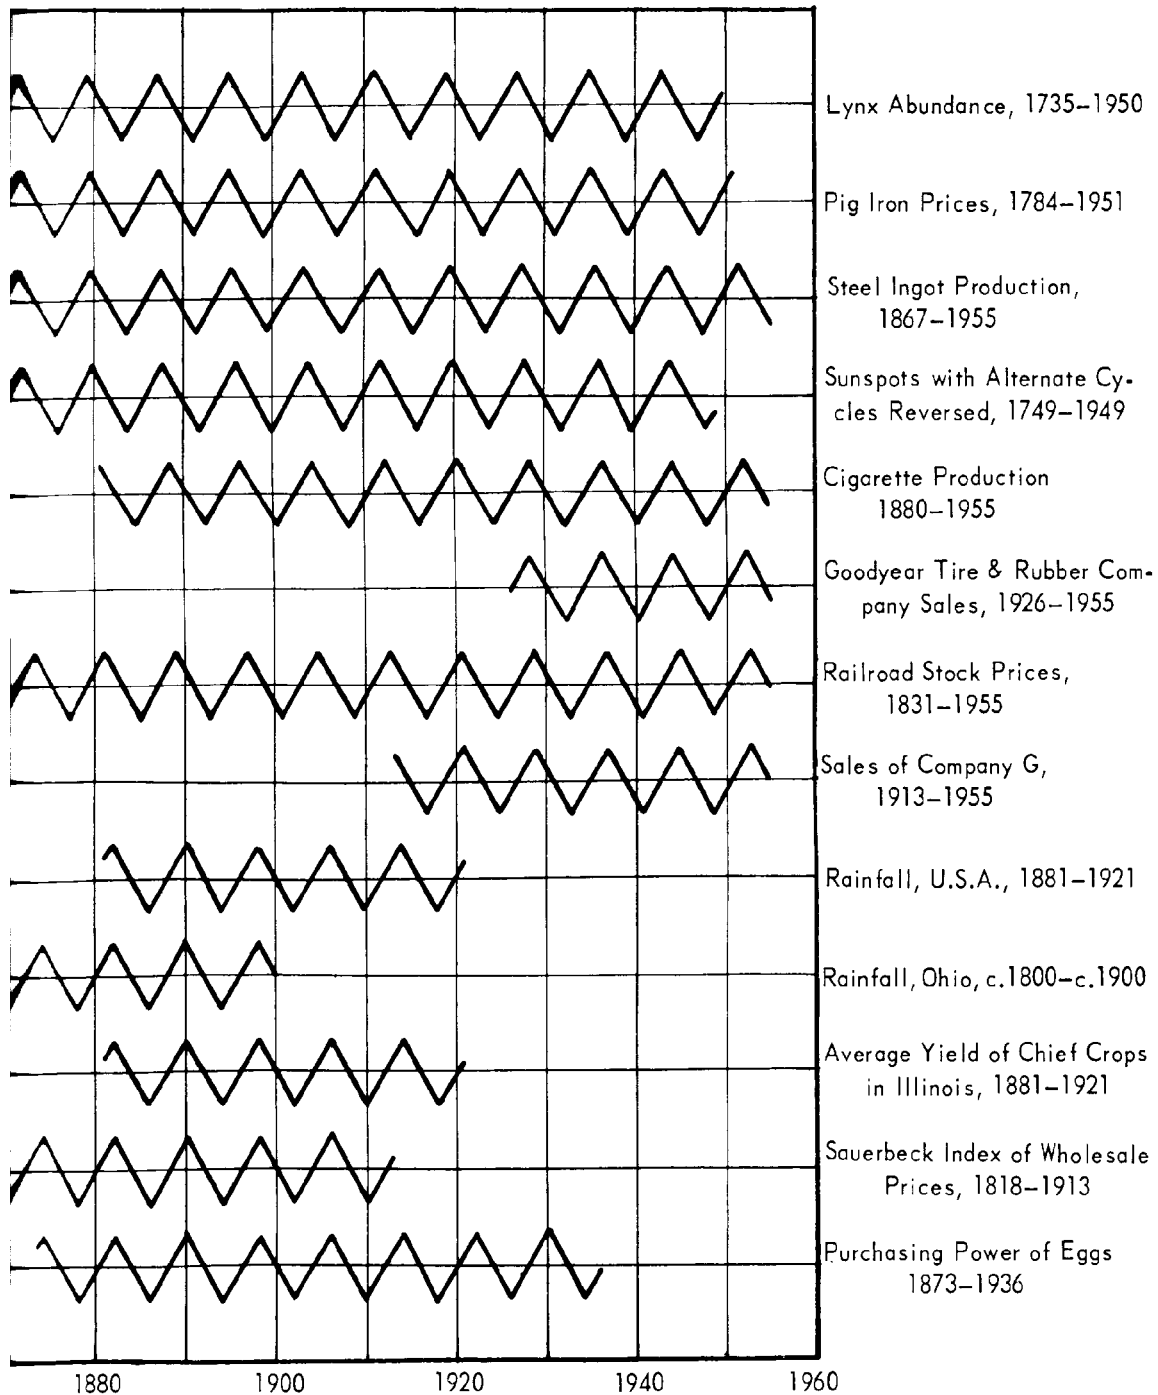 Lynx Abundance, 1735–1950
Pig Iron Prices, 1784–1951
Steel Ingot Production,
1867–1955
Sunspots with Alternate Cy-
cles Reversed, 1749–1949
Cigarette Production
1880–1955
Goodyear Tire & Rubber Com-
pany Sales, 1926–1955
Railroad Stock Prices,
1831–1955
Sales of Company G,
1913–1955
Rainfall, U.S.A., 1881–1921
Rainfall, Ohio, c.1800–c.1900
Average Yield of Chief Crops
in Illinois, 1881–1921
Sauerbeck Index of Wholesale
Prices, 1818–1913
Purchasing Power of Eggs
1873–1936
1880 1900 1920 1940 1960